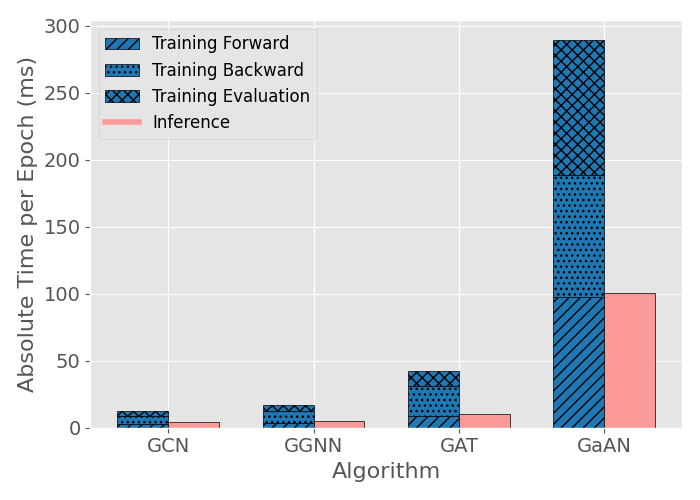 300
250
200
150
100
50
0
Absolute Time per Epoch (ms)
Training Forward
Training Backward
Training Evaluation
Inference
GCN GGNN GAT GaAN
Algorithm